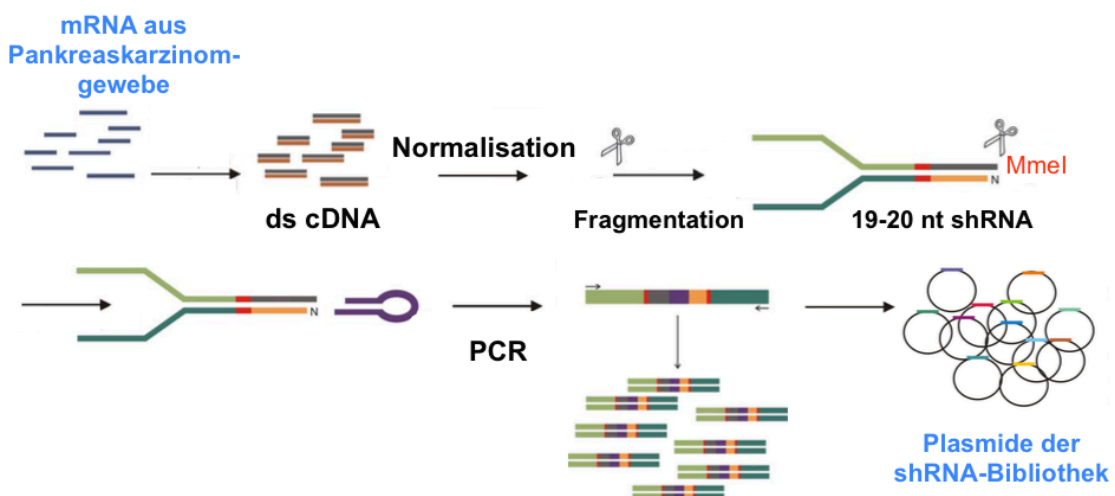 mRNA aus
Pankreaskarzinom-
gewebe
Normalisation
MmeI
N
ds cDNA
Fragmentation
19-20 nt shRNA
N
PCR
Plasmide der
shRNA-Bibliothek